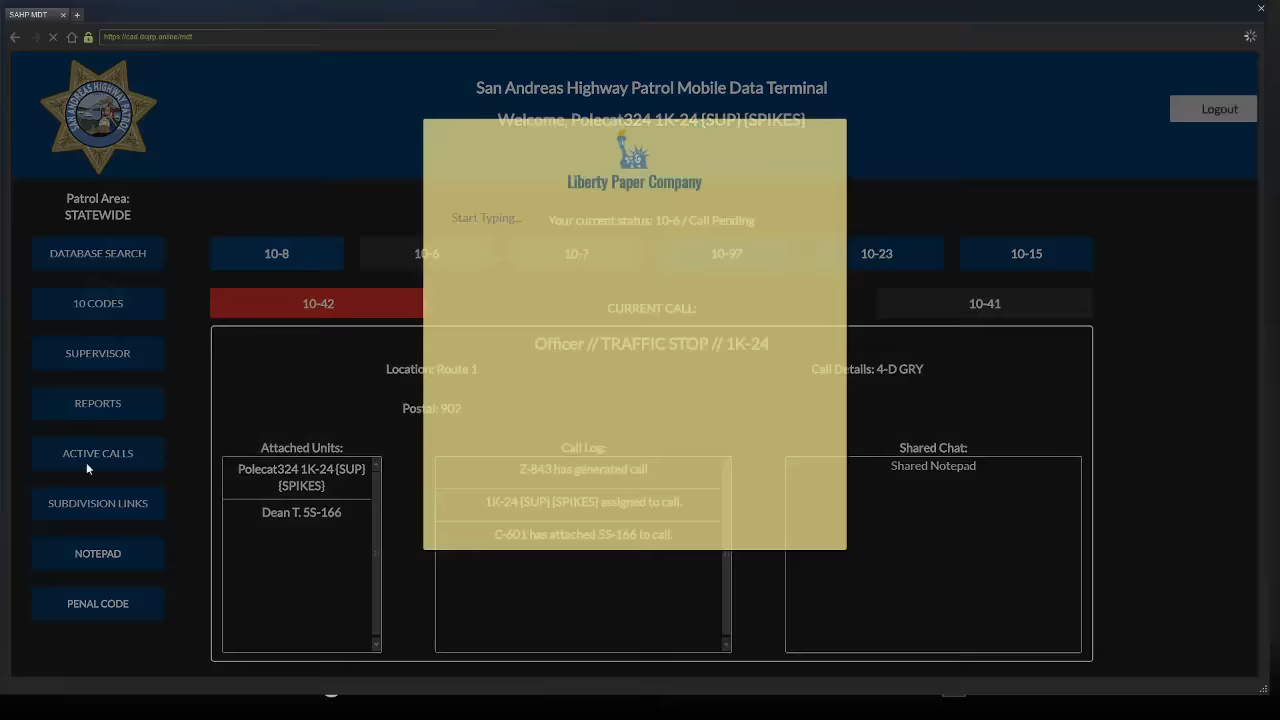 SAHP MDT
https://cad.dojrp.online/mdt
San Andreas Highway Patrol Mobile Data Terminal
Logout
Welcome, Polecat324 1K-24 {SUP} {SPIKES}
SAN ANDREAS HIGHWAY PATROL
Liberty Paper Company
Patrol Area:
STATEWIDE
Start Typing...
Your current status: 10-6 / Call Pending
DATABASE SEARCH
10-8
10-6
10-7
10-97
10-23
10-15
10 CODES
10-42
CURRENT CALL:
10-41
SUPERVISOR
Officer // TRAFFIC STOP // 1K-24
Location: Route 1
Call Details: 4-D GRY
REPORTS
Postal: 902
ACTIVE CALLS
Attached Units:
Call Log:
Shared Chat:
Polecat324 1K-24 {SUP}
{SPIKES}
Dean T. 5S-166
Z-843 has generated call
1K-24 {SUP} {SPIKES} assigned to call.
C-601 has attached 5S-166 to call.
Shared Notepad
SUBDIVISION LINKS
NOTEPAD
PENAL CODE